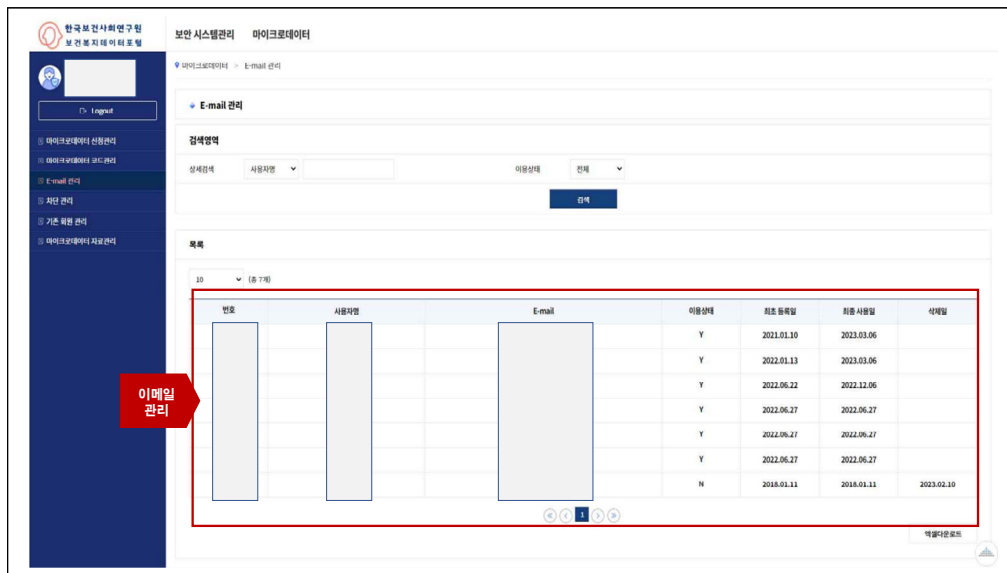 한국보건사회연구원
보건복지데이터포털
보안 시스템관리 마이크로데이터
마이크로데이터 > E-mail 관리
Logout
E-mail 관리
마이크로데이터 신청관리
마이크로데이터 코드관리
E-mail 관리
차단 관리
기존 회원 관리
마이크로데이터 자료관리
검색영역
상세검색 사용자명 이용상태 전체
검색
목록
10 (총 7개)
번호 사용자명 E-mail 이용상태 최초 등록일 최종 사용일 삭제일
Y 2021.01.10 2023.03.06
Y 2022.01.13 2023.03.06
Y 2022.06.22 2022.12.06
Y 2022.06.27 2022.06.27
Y 2022.06.27 2022.06.27
Y 2022.06.27 2022.06.27
N 2018.01.11 2018.01.11 2023.02.10
이메일
관리
1
엑셀다운로드